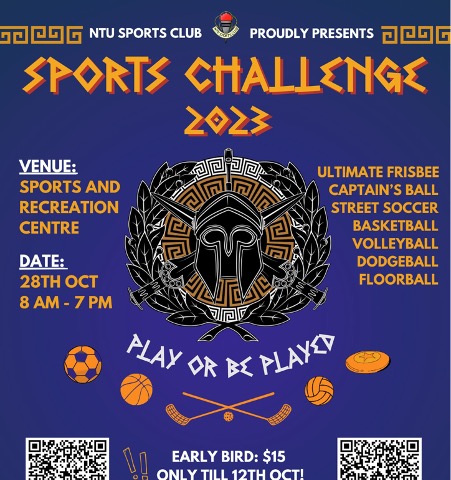 NTU SPORTS CLUB PROUDLY PRESENTS
SPORTS CHALLENGE
2023
VENUE:
SPORTS AND
RECREATION
CENTRE
DATE:
28TH OCT
8 AM - 7 PM
ULTIMATE FRISBEE
CAPTAIN'S BALL
STREET SOCCER
BASKETBALL
VOLLEYBALL
DODGEBALL
FLOORBALL
PLAY OR BE PLAYED
!!
EARLY BIRD: $15
ONLY TILL 12TH OCT!